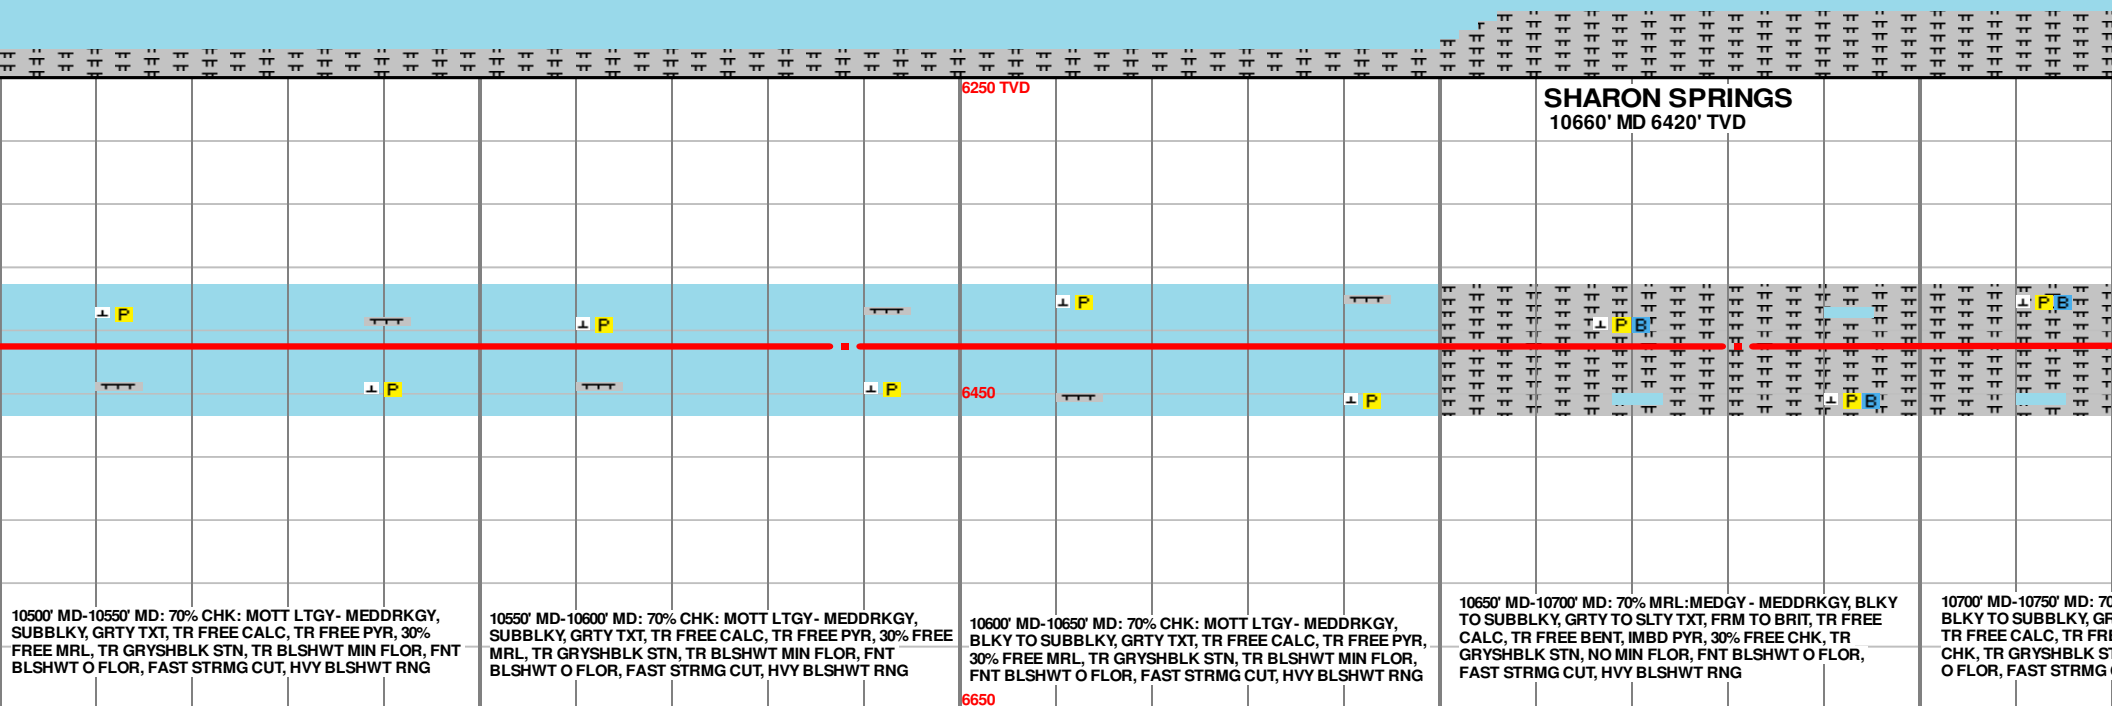 6250 TVD
SHARON SPRINGS
10660' MD 6420' TVD
P
P
P
P
P
P
P B
P B
P B
6450
10500' MD-10550' MD: 70% CHK: MOTT LTGY- MEDDRKGY,
SUBBLKY, GRTY TXT, TR FREE CALC, TR FREE PYR, 30%
FREE MRL, TR GRYSHBLK STN, TR BLSHWT MIN FLOR, FNT
BLSHWT O FLOR, FAST STRMG CUT, HVY BLSHWT RNG
10550' MD-10600' MD: 70% CHK: MOTT LTGY- MEDDRKGY,
SUBBLKY, GRTY TXT, TR FREE CALC, TR FREE PYR, 30% FREE
MRL, TR GRYSHBLK STN, TR BLSHWT MIN FLOR, FNT
BLSHWT O FLOR, FAST STRMG CUT, HVY BLSHWT RNG
10600' MD-10650' MD: 70% CHK: MOTT LTGY- MEDDRKGY,
BLKY TO SUBBLKY, GRTY TXT, TR FREE CALC, TR FREE PYR,
30% FREE MRL, TR GRYSHBLK STN, TR BLSHWT MIN FLOR,
FNT BLSHWT O FLOR, FAST STRMG CUT, HVY BLSHWT RNG
10650' MD-10700' MD: 70% MRL:MEDGY - MEDDRKGY, BLKY
TO SUBBLKY, GRTY TO SLTY TXT, FRM TO BRIT, TR FREE
CALC, TR FREE BENT, IMBD PYR, 30% FREE CHK, TR
GRYSHBLK STN, NO MIN FLOR, FNT BLSHWT O FLOR,
FAST STRMG CUT, HVY BLSHWT RNG
10700' MD-10750' MD: 70
BLKY TO SUBBLKY, GR
TR FREE CALC, TR FRE
CHK, TR GRYSHBLK ST
O FLOR, FAST STRMG
6650